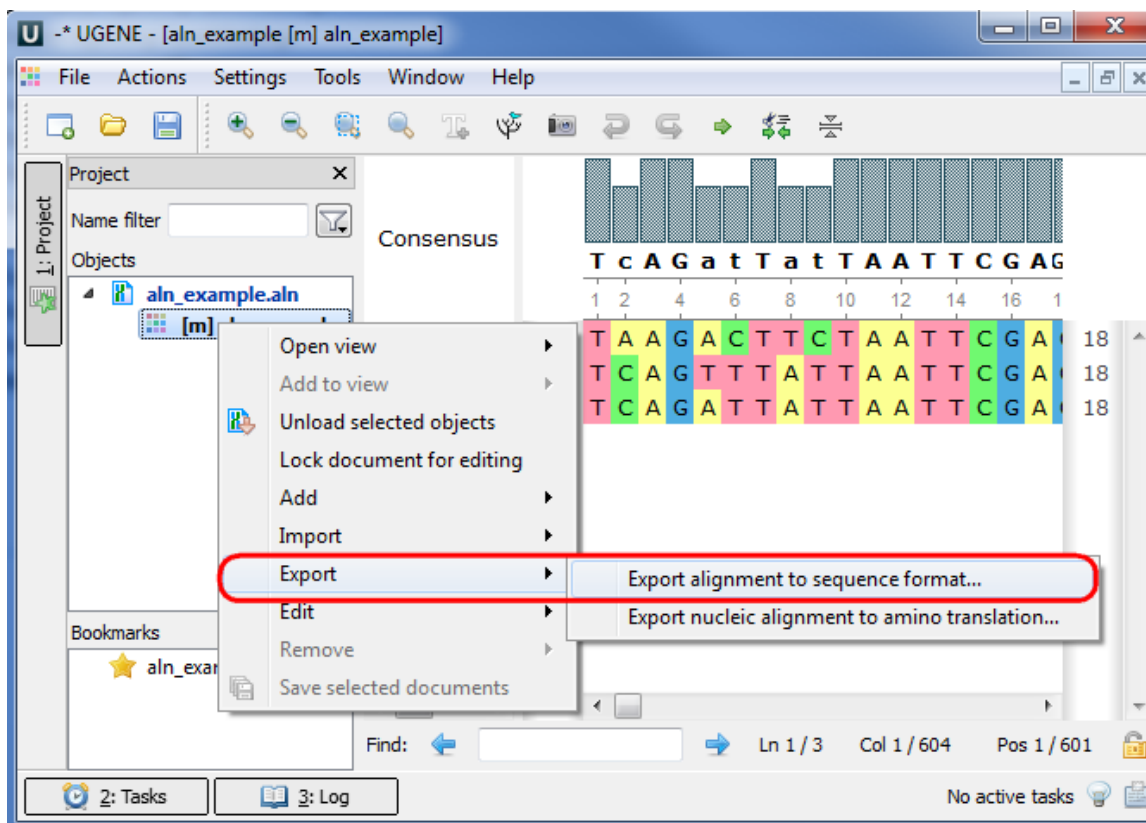 -* UGENE - [aln_example [m] aln_example]
File Actions Settings Tools Window Help
1: Project
Project
Name filter
Objects
aln_example.aln
[m]
Consensus
T c A G a t T a t T A A T T C G A G
1 2 4 6 8 10 12 14 16 1
T A A G A C T T C T A A T T C G A 18
T C A G T T T A T T A A T T C G A 18
T C A G A T T A T T A A T T C G A 18
Open view
Add to view
Unload selected objects
Lock document for editing
Add
Import
Export
Edit
Remove
Save selected documents
Export alignment to sequence format...
Export nucleic alignment to amino translation...
Bookmarks
aln_exa
Find: Ln 1 / 3 Col 1 / 604 Pos 1 / 601
2: Tasks 3: Log No active tasks